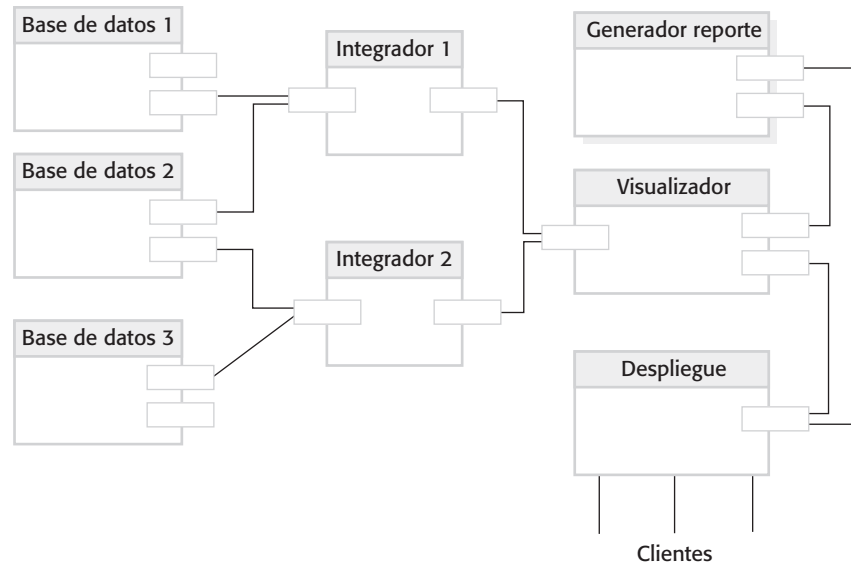 Base de datos 1
Integrador 1
Generador reporte
Base de datos 2
Visualizador
Integrador 2
Base de datos 3
Despliegue
Clientes